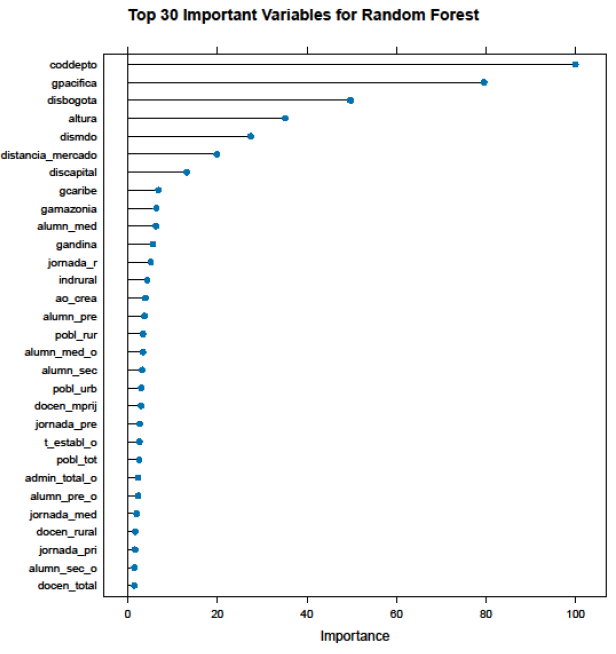 Top 30 Important Variables for Random Forest
coddepto
gpacifica
disbogota
altura
dismdo
distancia_mercado
discapital
gcaribe
gamazonia
alumn_med
gandina
jornada_r
indrural
ao_crea
alumn_pre
pobl_rur
alumn_med_o
alumn_sec
pobl_urb
docen_mprij
jornada_pre
t_establ_o
pobl_tot
admin_total_o
alumn_pre_o
jornada_med
docen_rural
jornada_pri
alumn_sec_o
docen_total
0 20 40 60 80 100
Importance